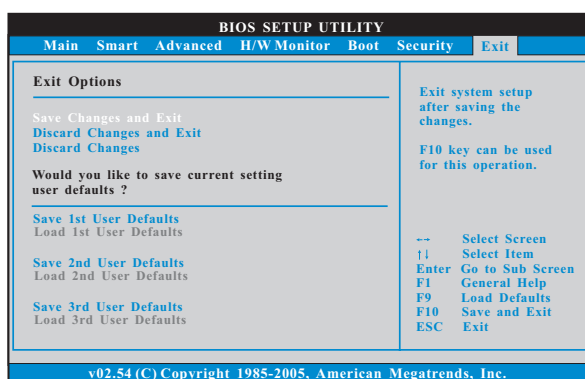 BIOS SETUP UTILITY
Main Smart Advanced H/W Monitor Boot Security Exit
Exit Options
Save Changes and Exit
Discard Changes and Exit
Discard Changes
Would you like to save current setting
user defaults ?
Save 1st User Defaults
Load 1st User Defaults
Save 2nd User Defaults
Load 2nd User Defaults
Save 3rd User Defaults
Load 3rd User Defaults
Exit system setup
after saving the
changes.
F10 key can be used
for this operation.
←→ Select Screen
↑↓ Select Item
Enter Go to Sub Screen
F1 General Help
F9 Load Defaults
F10 Save and Exit
ESC Exit
v02.54 (C) Copyright 1985-2005, American Megatrends, Inc.